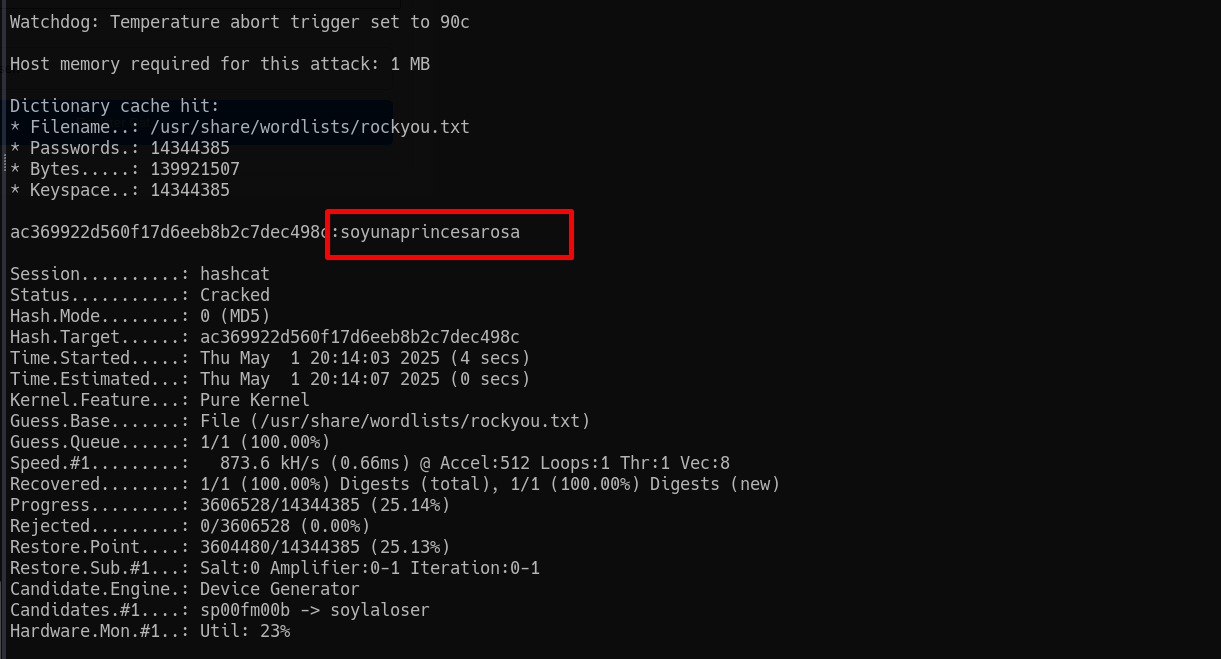 Watchdog: Temperature abort trigger set to 90c
Host memory required for this attack: 1 MB
Dictionary cache hit:
* Filename..: /usr/share/wordlists/rockyou.txt
* Passwords.: 14344385
* Bytes.....: 139921507
* Keyspace..: 14344385
ac369922d560f17d6eeb8b2c7dec498c:soyunaprincesarosa
Session..........: hashcat
Status...........: Cracked
Hash.Mode........: 0 (MD5)
Hash.Target......: ac369922d560f17d6eeb8b2c7dec498c
Time.Started.....: Thu May  1 20:14:03 2025 (4 secs)
Time.Estimated...: Thu May  1 20:14:07 2025 (0 secs)
Kernel.Feature...: Pure Kernel
Guess.Base.......: File (/usr/share/wordlists/rockyou.txt)
Guess.Queue......: 1/1 (100.00%)
Speed.#1.........:   873.6 kH/s (0.66ms) @ Accel:512 Loops:1 Thr:1 Vec:8
Recovered........: 1/1 (100.00%) Digests (total), 1/1 (100.00%) Digests (new)
Progress.........: 3606528/14344385 (25.14%)
Rejected.........: 0/3606528 (0.00%)
Restore.Point....: 3604480/14344385 (25.13%)
Restore.Sub.#1...: Salt:0 Amplifier:0-1 Iteration:0-1
Candidate.Engine.: Device Generator
Candidates.#1....: sp00fm00b -> soylaloser
Hardware.Mon.#1..: Util: 23%